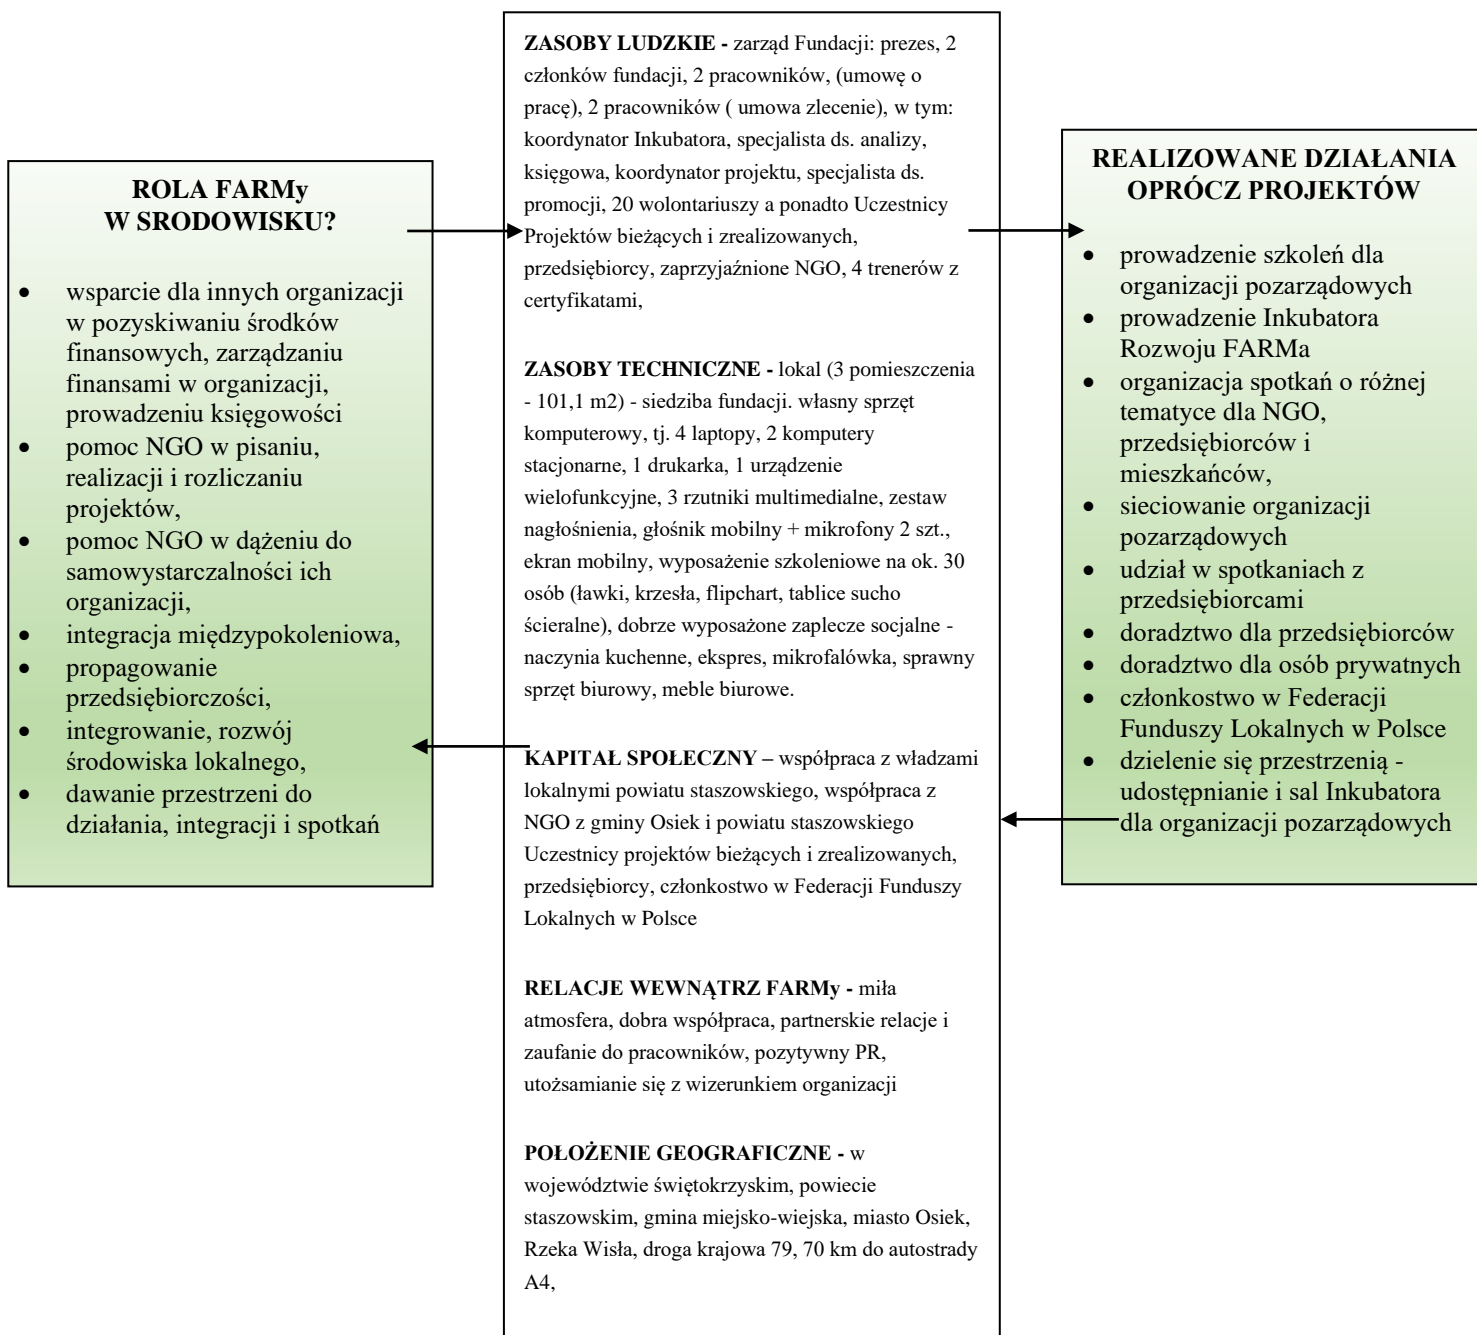 ROLA FARMy
W SRODOWISKU?
• wsparcie dla innych organizacji
w pozyskiwaniu środków
finansowych, zarządzaniu
finansami w organizacji,
prowadzeniu księgowości
• pomoc NGO w pisaniu,
realizacji i rozliczaniu
projektów,
• pomoc NGO w dążeniu do
samowystarczalności ich
organizacji,
• integracja międzypokoleniowa,
• propagowanie
przedsiębiorczości,
• integrowanie, rozwój
środowiska lokalnego,
• dawanie przestrzeni do
działania, integracji i spotkań
ZASOBY LUDZKIE - zarząd Fundacji: prezes, 2
członków fundacji, 2 pracowników, (umowę o
pracę), 2 pracowników ( umowa zlecenie), w tym:
koordynator Inkubatora, specjalista ds. analizy,
księgowa, koordynator projektu, specjalista ds.
promocji, 20 wolontariuszy a ponadto Uczestnicy
Projektów bieżących i zrealizowanych,
przedsiębiorcy, zaprzyjaźnione NGO, 4 trenerów z
certyfikatami,
ZASOBY TECHNICZNE - lokal (3 pomieszczenia
- 101,1 m2) - siedziba fundacji. własny sprzęt
komputerowy, tj. 4 laptopy, 2 komputery
stacjonarne, 1 drukarka, 1 urządzenie
wielofunkcyjne, 3 rzutniki multimedialne, zestaw
nagłośnienia, głośnik mobilny + mikrofony 2 szt.,
ekran mobilny, wyposażenie szkoleniowe na ok. 30
osób (ławki, krzesła, flipchart, tablice sucho
ścieralne), dobrze wyposażone zaplecze socjalne -
naczynia kuchenne, ekspres, mikrofalówka, sprawny
sprzęt biurowy, meble biurowe.
KAPITAŁ SPOŁECZNY – współpraca z władzami
lokalnymi powiatu staszowskiego, współpraca z
NGO z gminy Osiek i powiatu staszowskiego
Uczestnicy projektów bieżących i zrealizowanych,
przedsiębiorcy, członkostwo w Federacji Funduszy
Lokalnych w Polsce
RELACJE WEWNĄTRZ FARMy - miła
atmosfera, dobra współpraca, partnerskie relacje i
zaufanie do pracowników, pozytywny PR,
utożsamianie się z wizerunkiem organizacji
POŁOŻENIE GEOGRAFICZNE - w
województwie świętokrzyskim, powiecie
staszowskim, gmina miejsko-wiejska, miasto Osiek,
Rzeka Wisła, droga krajowa 79, 70 km do autostrady
A4,
REALIZOWANE DZIAŁANIA
OPRÓCZ PROJEKTÓW
• prowadzenie szkoleń dla
organizacji pozarządowych
• prowadzenie Inkubatora
Rozwoju FARMa
• organizacja spotkań o różnej
tematyce dla NGO,
przedsiębiorców i
mieszkańców,
• sieciowanie organizacji
pozarządowych
• udział w spotkaniach z
przedsiębiorcami
• doradztwo dla przedsiębiorców
• doradztwo dla osób prywatnych
• członkostwo w Federacji
Funduszy Lokalnych w Polsce
• dzielenie się przestrzenią -
udostępnianie i sal Inkubatora
dla organizacji pozarządowych